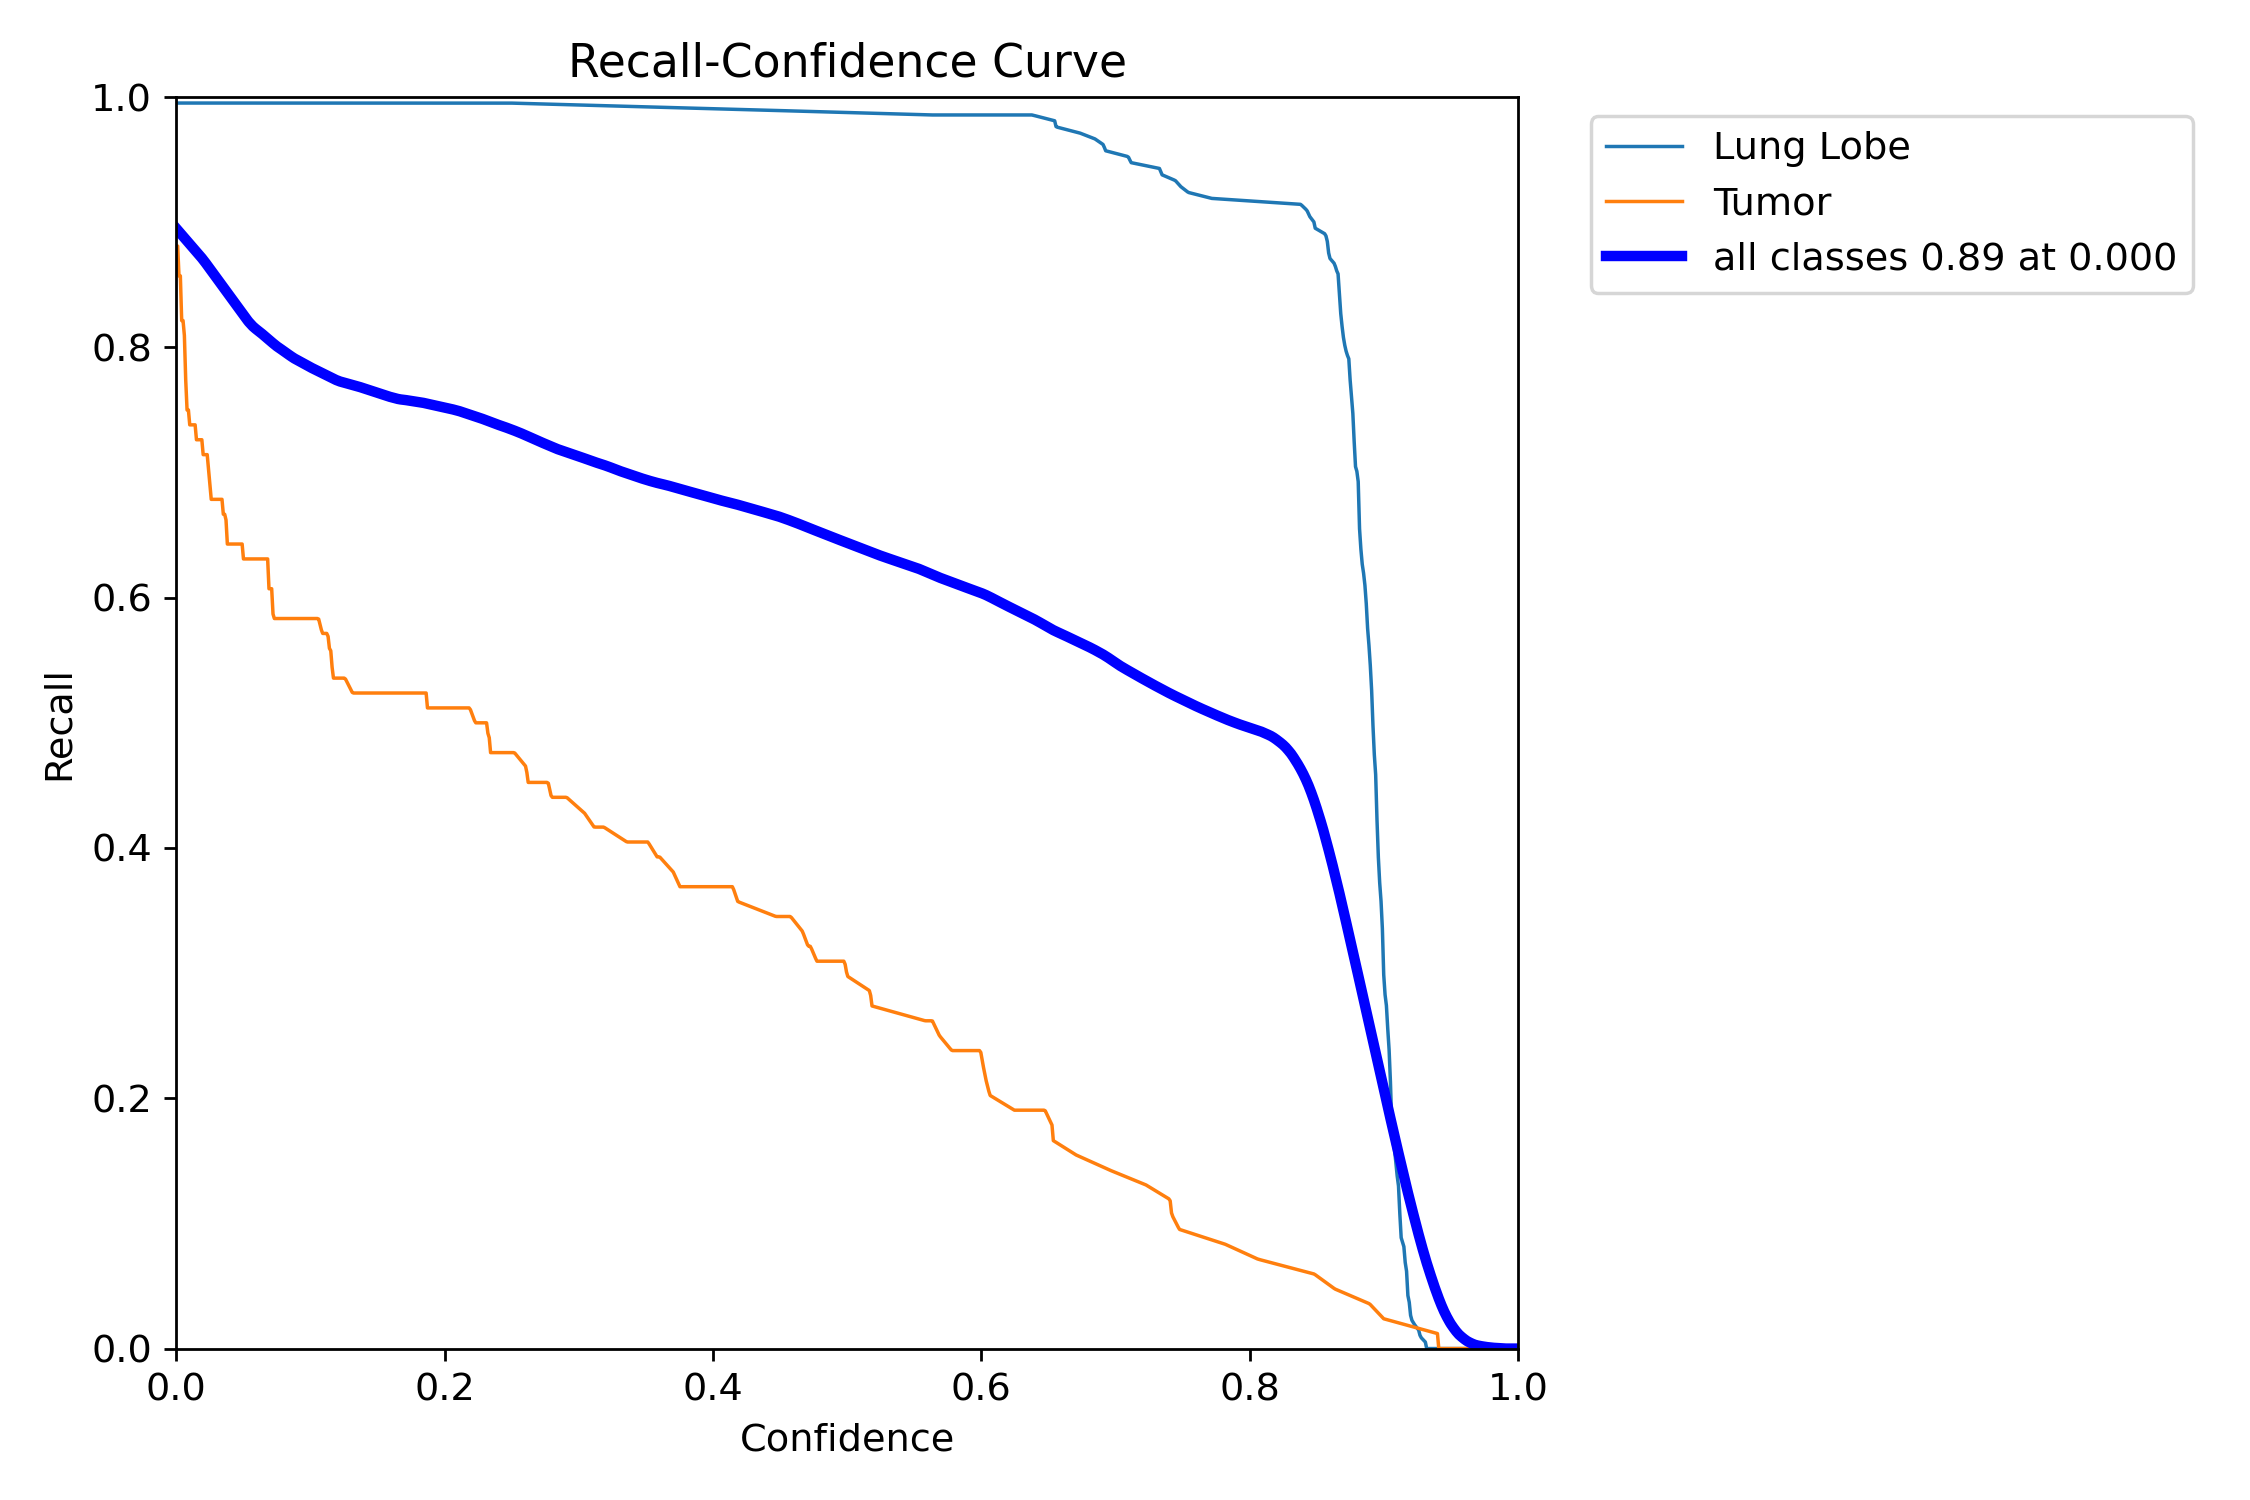 Recall-Confidence Curve
1.0
0.8
0.6
0.4
0.2
0.0
Recall
0.0 0.2 0.4 0.6 0.8 1.0
Confidence
Lung Lobe
Tumor
all classes 0.89 at 0.000